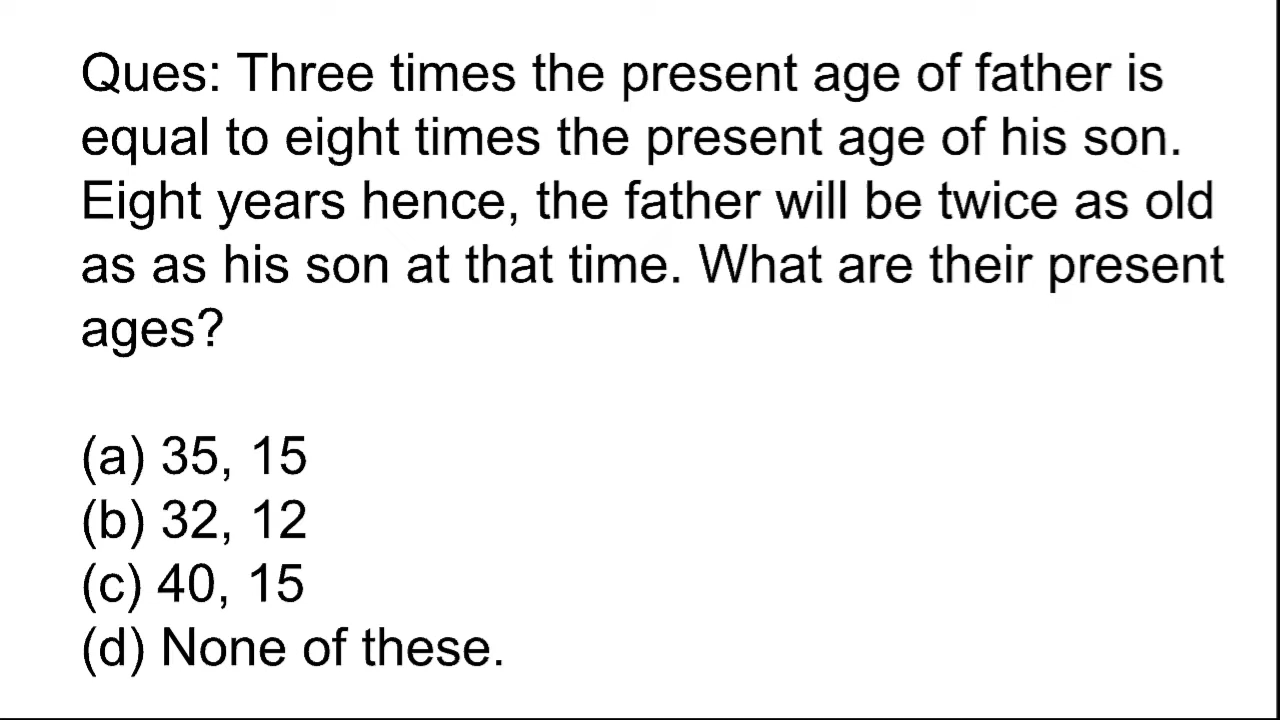 Ques: Three times the present age of father is
equal to eight times the present age of his son.
Eight years hence, the father will be twice as old
as as his son at that time. What are their present
ages?
(a) 35, 15
(b) 32, 12
(c) 40, 15
(d) None of these.